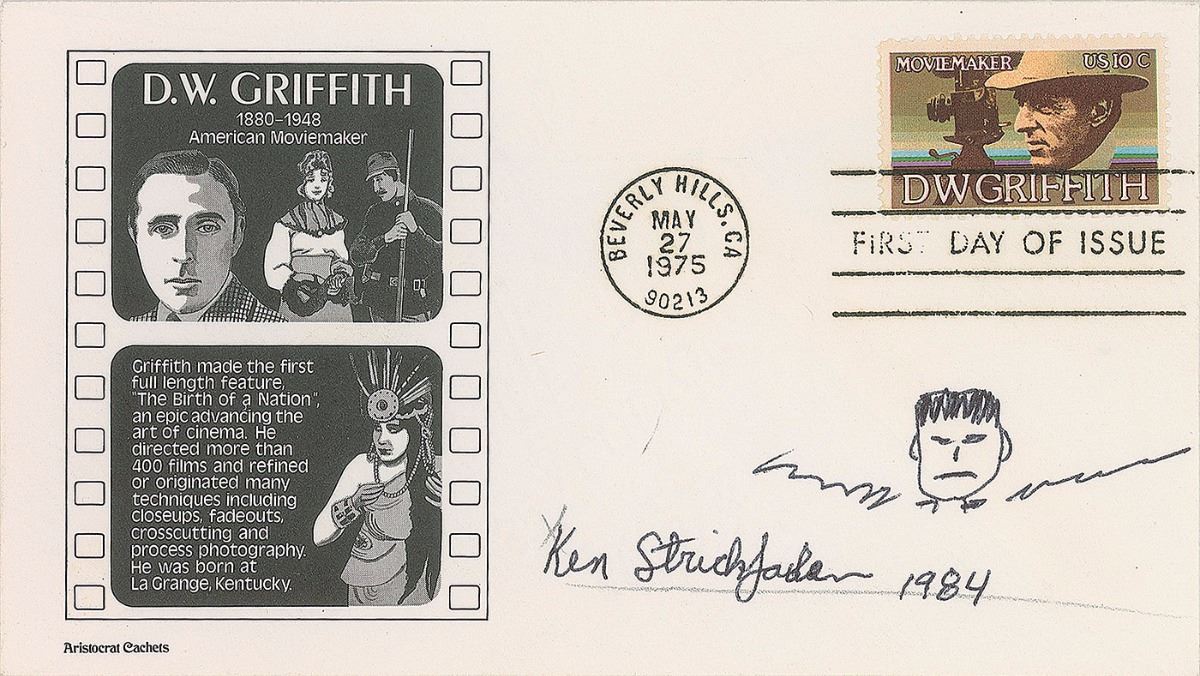 D.W. GRIFFITH
1880–1948
American Moviemaker
Griffith made the first
full length feature,
"The Birth of a Nation",
an epic advancing the
art of cinema. He
directed more than
400 films and refined
or originated many
techniques including
closeups, fadeouts,
crosscutting and
process photography.
He was born at
La Grange, Kentucky.
Aristocrat Cachets
MOVIEMAKER US 10 C
DW GRIFFITH
BEVERLY HILLS, CA
MAY
27
1975
90213
FIRST DAY OF ISSUE
Ken Strickfaden 1984